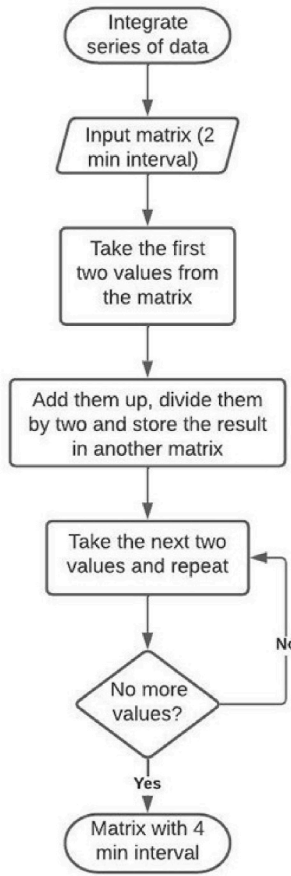 Integrate
series of data
Input matrix (2
min interval)
Take the first
two values from
the matrix
Add them up, divide them
by two and store the result
in another matrix
Take the next two
values and repeat
No
No more
values?
Yes
Matrix with 4
min interval